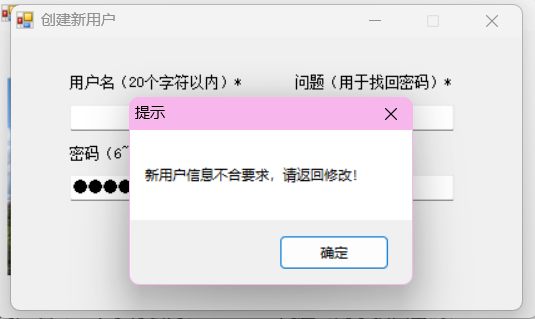 创建新用户
用户名（20个字符以内）*
问题（用于找回密码）*
提示
密码（6~
新用户信息不合要求，请返回修改！
确定